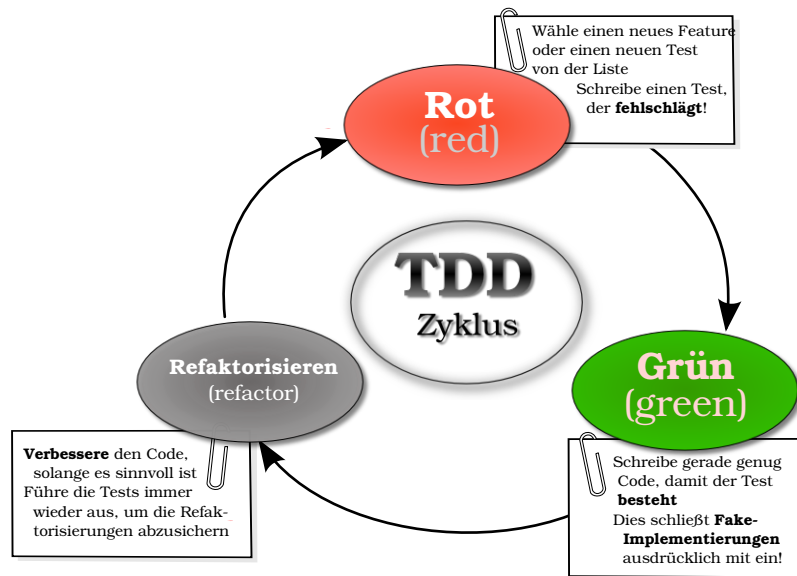 Wähle einen neues Feature
oder einen neuen Test
von der Liste
Schreibe einen Test,
der fehlschlägt!
Rot
(red)
TDD
Zyklus
Grün
(green)
Schreibe gerade genug
Code, damit der Test
besteht
Dies schließt Fake-
Implementierungen
ausdrücklich mit ein!
Refaktorisieren
(refactor)
Verbessere den Code,
solange es sinnvoll ist
Führe die Tests immer
wieder aus, um die Refak-
torisierungen abzusichern